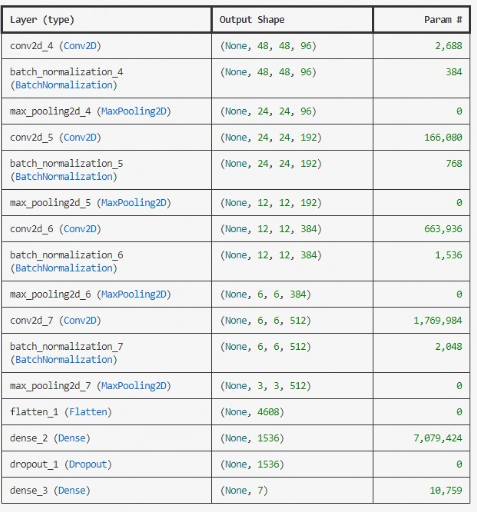 Layer (type) Output Shape Param #
conv2d_4 (Conv2D) (None, 48, 48, 96) 2,688
batch_normalization_4 (None, 48, 48, 96) 384
(BatchNormalization)
max_pooling2d_4 (MaxPooling2D) (None, 24, 24, 96) 0
conv2d_5 (Conv2D) (None, 24, 24, 192) 166,080
batch_normalization_5 (None, 24, 24, 192) 768
(BatchNormalization)
max_pooling2d_5 (MaxPooling2D) (None, 12, 12, 192) 0
conv2d_6 (Conv2D) (None, 12, 12, 384) 663,936
batch_normalization_6 (None, 12, 12, 384) 1,536
(BatchNormalization)
max_pooling2d_6 (MaxPooling2D) (None, 6, 6, 384) 0
conv2d_7 (Conv2D) (None, 6, 6, 512) 1,769,984
batch_normalization_7 (None, 6, 6, 512) 2,048
(BatchNormalization)
max_pooling2d_7 (MaxPooling2D) (None, 3, 3, 512) 0
flatten_1 (Flatten) (None, 4608) 0
dense_2 (Dense) (None, 1536) 7,079,424
dropout_1 (Dropout) (None, 1536) 0
dense_3 (Dense) (None, 7) 10,759